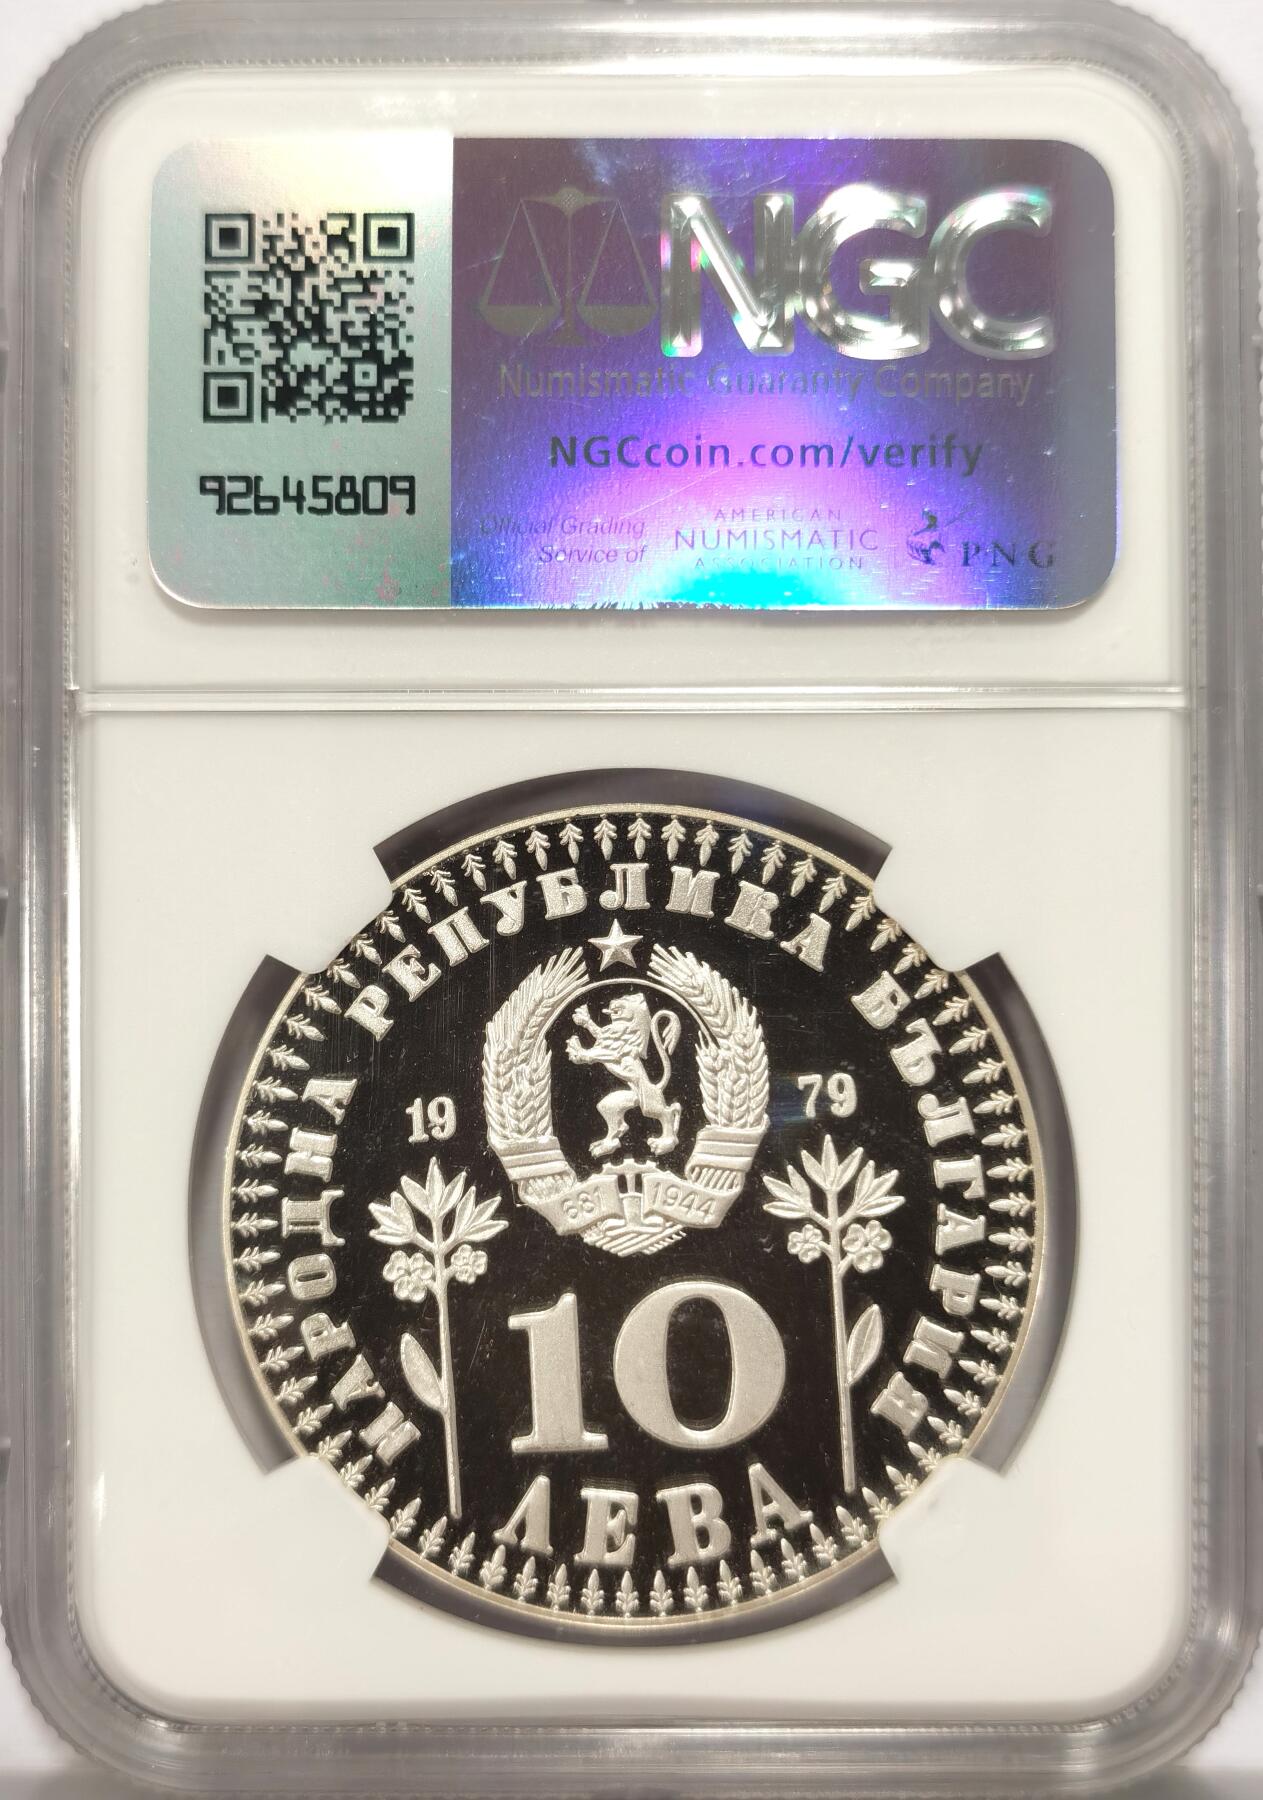 NGC
Numismatic Guaranty Company
NGCcoin.com/verify
92645809
Official Grading
Service of
AMERICAN
NUMISMATIC
ASSOCIATION
PNG
НАРОДНА РЕПУБЛИКА БЪЛГАРИЯ
19 79
681 1944
10
ЛЕВА